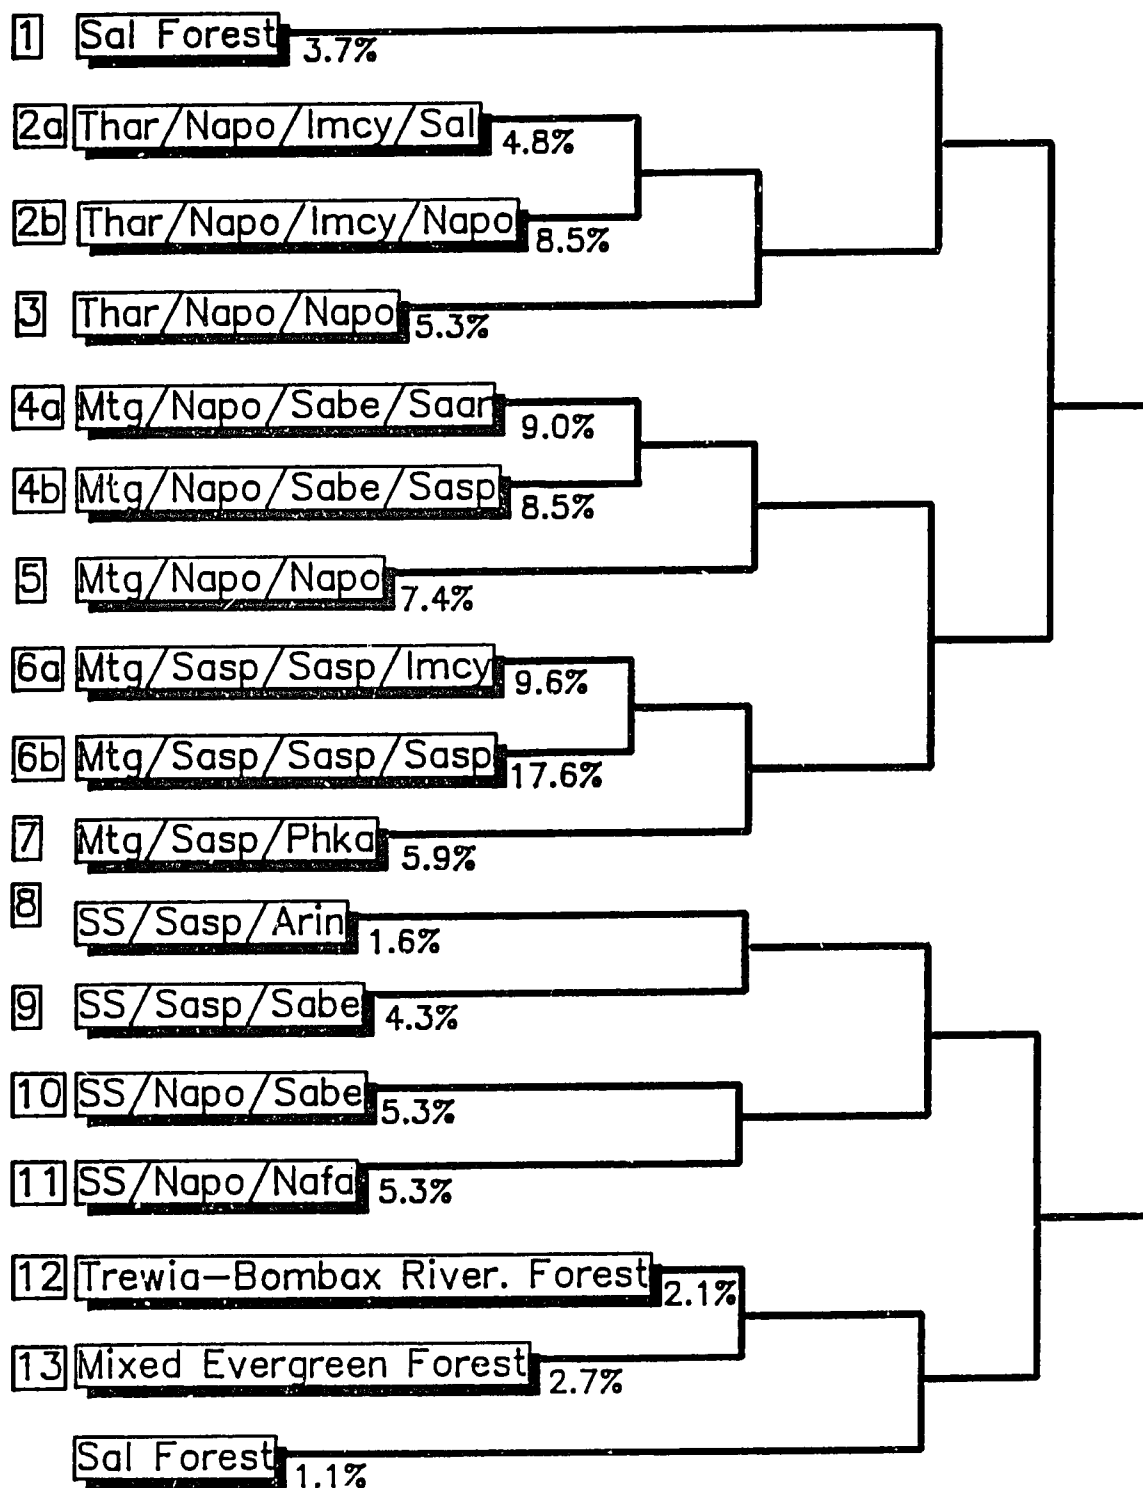 1 Sal Forest
3.7%
2a Thar/Napo/Imcy/Sal
4.8%
2b Thar/Napo/Imcy/Napo
8.5%
3 Thar/Napo/Napo
5.3%
4a Mtg/Napo/Sabe/Saar
9.0%
4b Mtg/Napo/Sabe/Sasp
8.5%
5 Mtg/Napo/Napo
7.4%
6a Mtg/Sasp/Sasp/Imcy
9.6%
6b Mtg/Sasp/Sasp/Sasp
17.6%
7 Mtg/Sasp/Phka
5.9%
8 SS/Sasp/Arin
1.6%
9 SS/Sasp/Sabe
4.3%
10 SS/Napo/Sabe
5.3%
11 SS/Napo/Nafa
5.3%
12 Trewia-Bombax River. Forest
2.1%
13 Mixed Evergreen Forest
2.7%
Sal Forest
1.1%